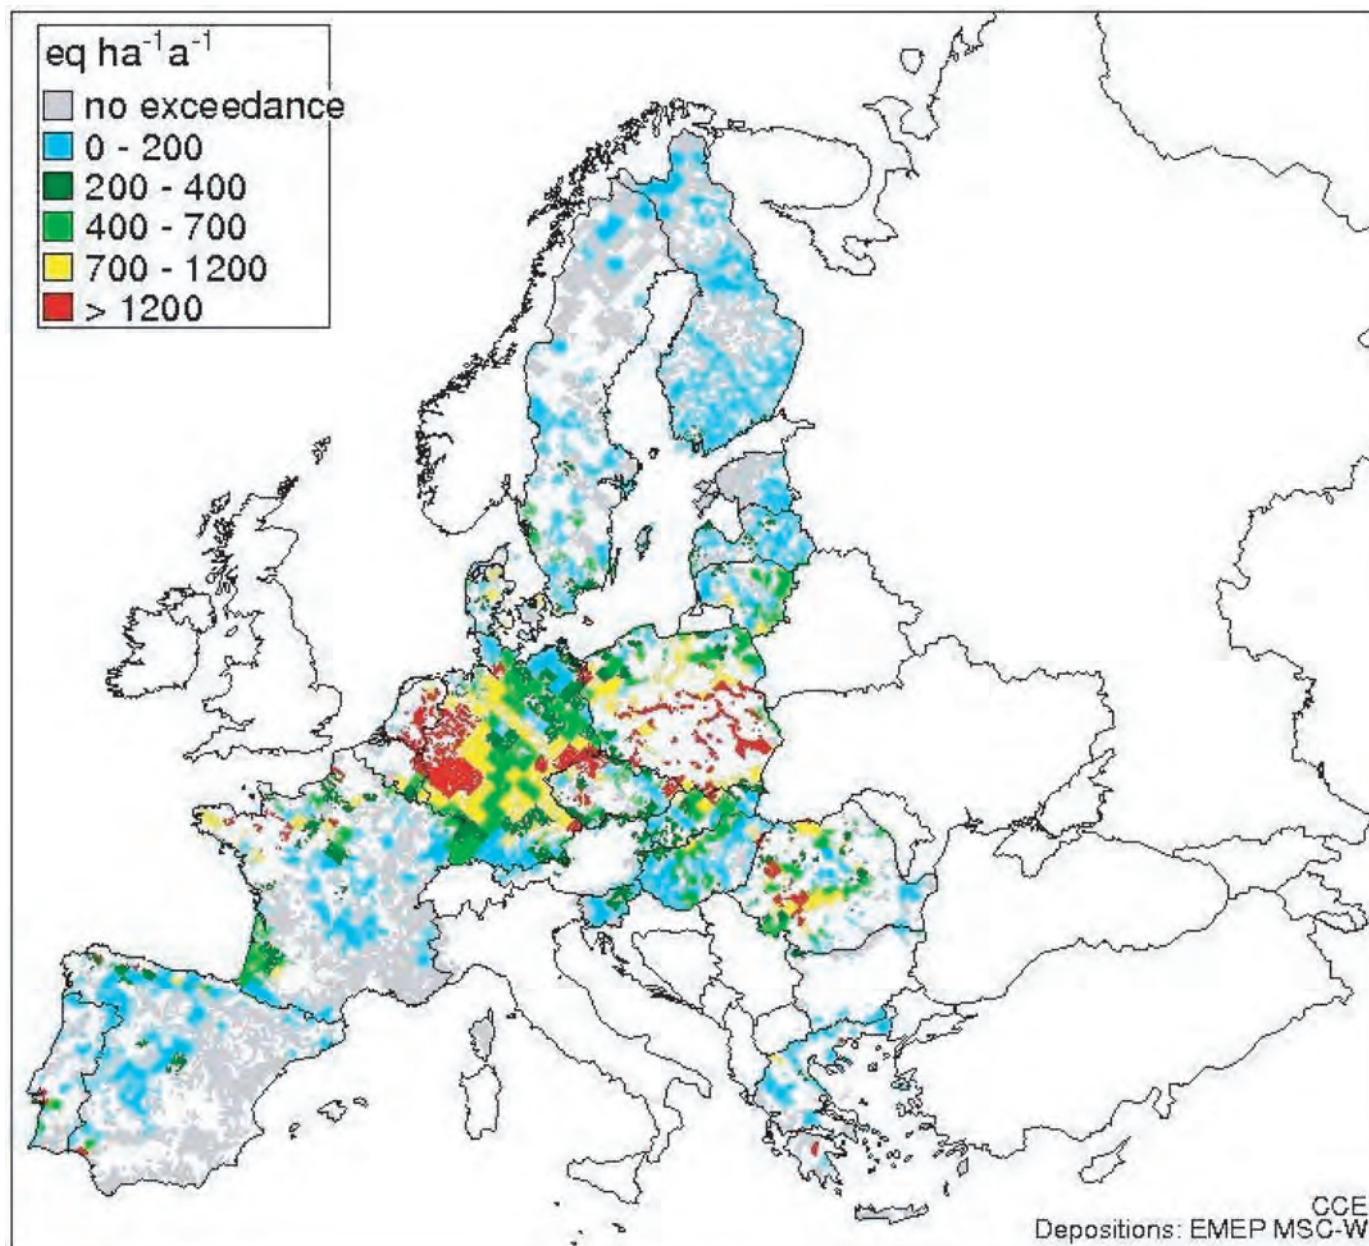 eq ha⁻¹a⁻¹
no exceedance
0 - 200
200 - 400
400 - 700
700 - 1200
> 1200
CCE
Depositions: EMEP MSC-W